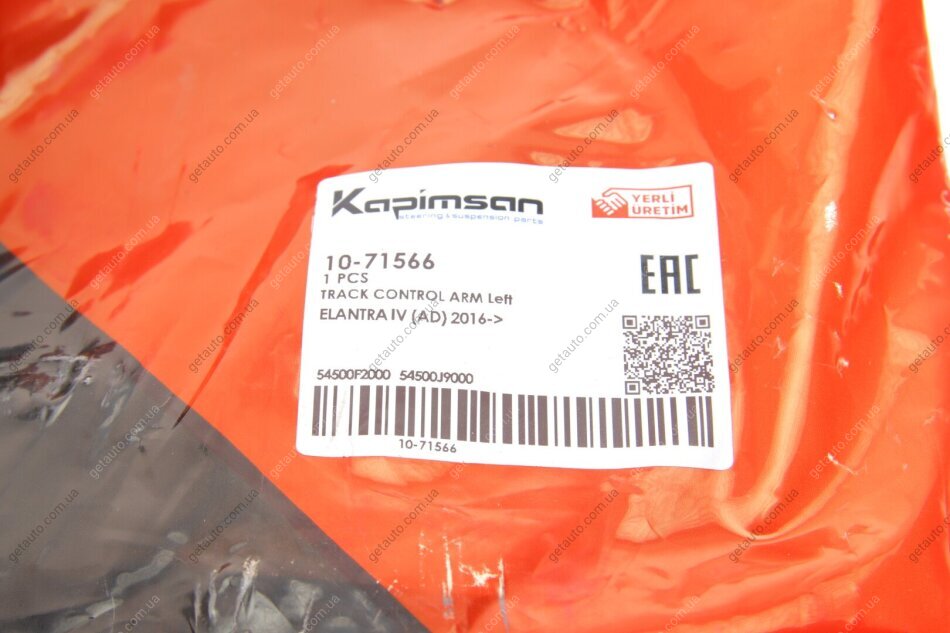 Kapimsan
steering & suspension parts
YERLİ
ÜRETİM
10-71566
1 PCS
TRACK CONTROL ARM Left
ELANTRA IV (AD) 2016->
EAC
54500F2000 54500J9000
10-71566
getauto.com.ua